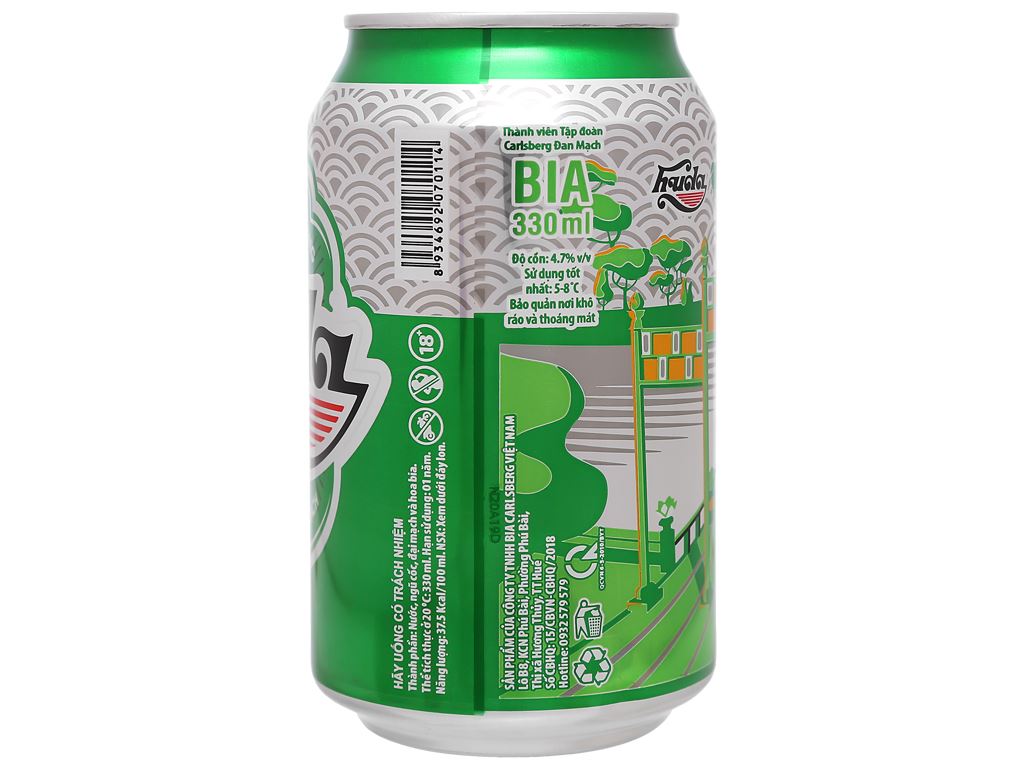 Thành viên Tập đoàn
Carlsberg Đan Mạch
BIA
330 ml
Độ cồn: 4.7% v/v
Sử dụng tốt
nhất: 5-8°C
Bảo quản nơi khô
ráo và thoáng mát
huda
8 934692 070114
18+
HÃY UỐNG CÓ TRÁCH NHIỆM
Thành phần: Nước, ngũ cốc, đại mạch và hoa bia.
Thể tích thực ở 20°C: 330 ml. Hạn sử dụng: 01 năm.
Năng lượng: 37.5 Kcal/100 ml. NSX: Xem dưới đáy lon.
SẢN PHẨM CỦA CÔNG TY TNHH BIA CARLSBERG VIỆT NAM
Lô B8, KCN Phú Bài, Phường Phú Bài,
Thị xã Hương Thủy, TT Huế
Số CBHQ: 15/CBVN-CBHQ/2018
Hotline: 0932 579 579